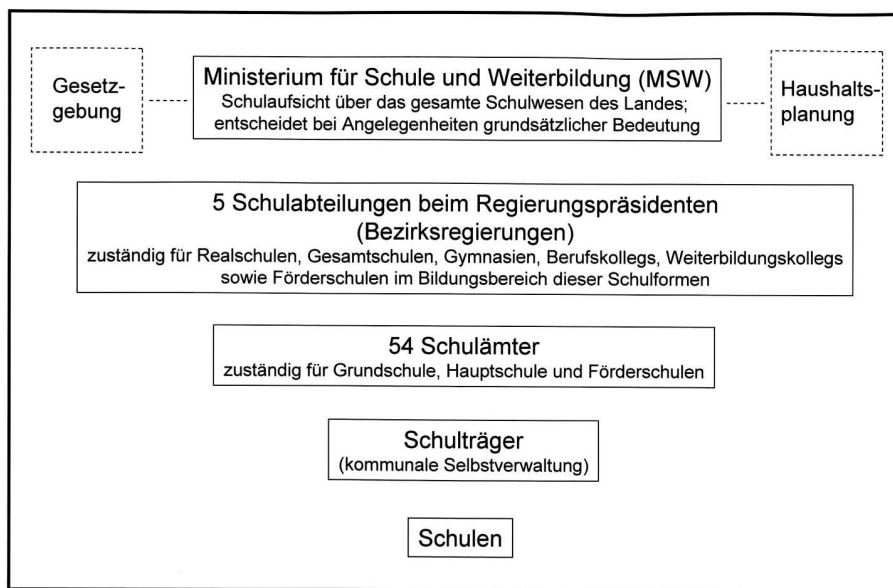 Gesetz-
gebung
Ministerium für Schule und Weiterbildung (MSW)
Schulaufsicht über das gesamte Schulwesen des Landes;
entscheidet bei Angelegenheiten grundsätzlicher Bedeutung
Haushalts-
planung
5 Schulabteilungen beim Regierungspräsidenten
(Bezirksregierungen)
zuständig für Realschulen, Gesamtschulen, Gymnasien, Berufskollegs, Weiterbildungskollegs
sowie Förderschulen im Bildungsbereich dieser Schulformen
54 Schulämter
zuständig für Grundschule, Hauptschule und Förderschulen
Schulträger
(kommunale Selbstverwaltung)
Schulen